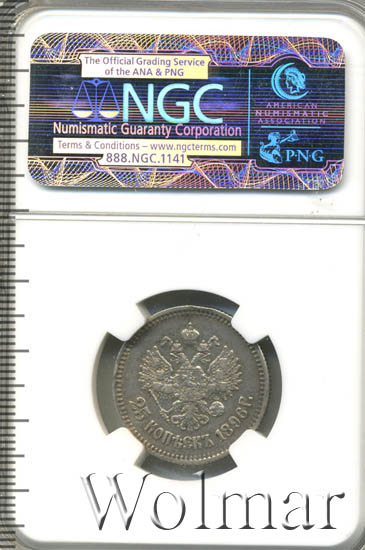 The Official Grading Service
of the ANA & PNG
NGC
Numismatic Guaranty Corporation
Terms & Conditions – www.ngcterms.com
888.NGC.1141
AMERICAN
NUMISMATIC
ASSOCIATION
PNG
25 КОПѢЕКЪ 1896 Г.
Wolmar